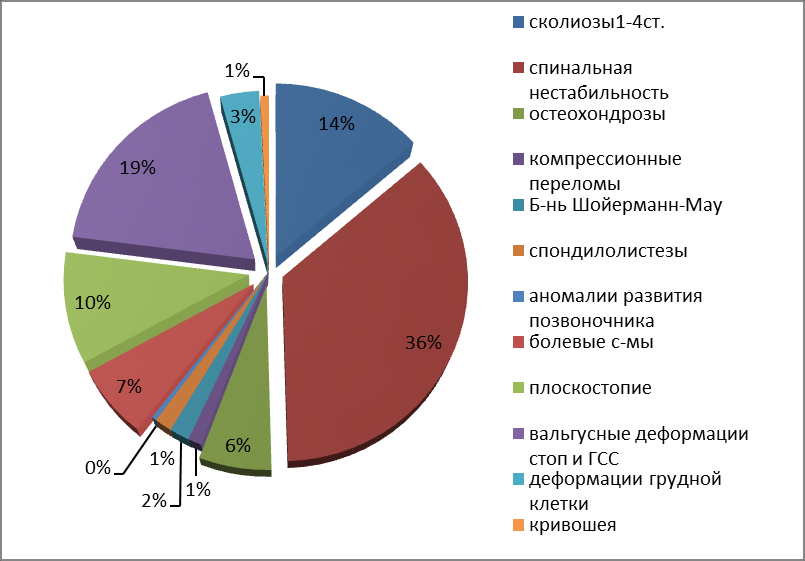 1%
14%
3%
19%
36%
10%
7%
6%
0%
1%
2%
1%
сколиозы1-4ст.
спинальная
нестабильность
остеохондрозы
компрессионные
переломы
Б-нь Шойерманн-Мау
спондилолистезы
аномалии развития
позвоночника
болевые с-мы
плоскостопие
вальгусные деформации
стоп и ГСС
деформации грудной
клетки
кривошея